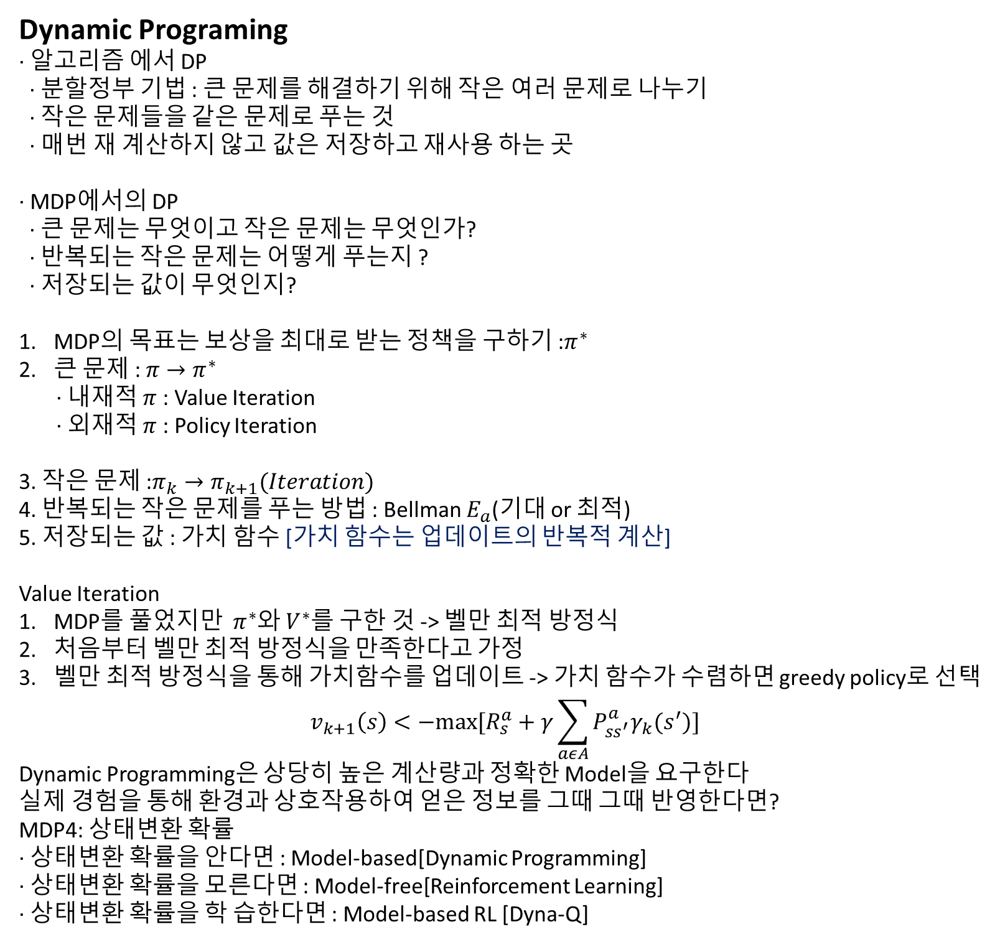 Dynamic Programing
· 알고리즘 에서 DP
· 분할정부 기법 : 큰 문제를 해결하기 위해 작은 여러 문제로 나누기
· 작은 문제들을 같은 문제로 푸는 것
· 매번 재 계산하지 않고 값은 저장하고 재사용 하는 곳
· MDP에서의 DP
· 큰 문제는 무엇이고 작은 문제는 무엇인가?
· 반복되는 작은 문제는 어떻게 푸는지 ?
· 저장되는 값이 무엇인지?
1. MDP의 목표는 보상을 최대로 받는 정책을 구하기 :π*
2. 큰 문제 : π → π*
· 내재적 π : Value Iteration
· 외재적 π : Policy Iteration
3. 작은 문제 :π_k → π_{k+1}(Iteration)
4. 반복되는 작은 문제를 푸는 방법 : Bellman E_a(기대 or 최적)
5. 저장되는 값 : 가치 함수 [가치 함수는 업데이트의 반복적 계산]
Value Iteration
1. MDP를 풀었지만 π*와 V*를 구한 것 -> 벨만 최적 방정식
2. 처음부터 벨만 최적 방정식을 만족한다고 가정
3. 벨만 최적 방정식을 통해 가치함수를 업데이트 -> 가치 함수가 수렴하면 greedy policy로 선택
v_{k+1}(s) < −max[R_s^a + γ ∑_{aϵA} P_{ss′}^a γ_k(s′)]
Dynamic Programming은 상당히 높은 계산량과 정확한 Model을 요구한다
실제 경험을 통해 환경과 상호작용하여 얻은 정보를 그때 그때 반영한다면?
MDP4: 상태변환 확률
· 상태변환 확률을 안다면 : Model-based[Dynamic Programming]
· 상태변환 확률을 모른다면 : Model-free[Reinforcement Learning]
· 상태변환 확률을 학 습한다면 : Model-based RL [Dyna-Q]